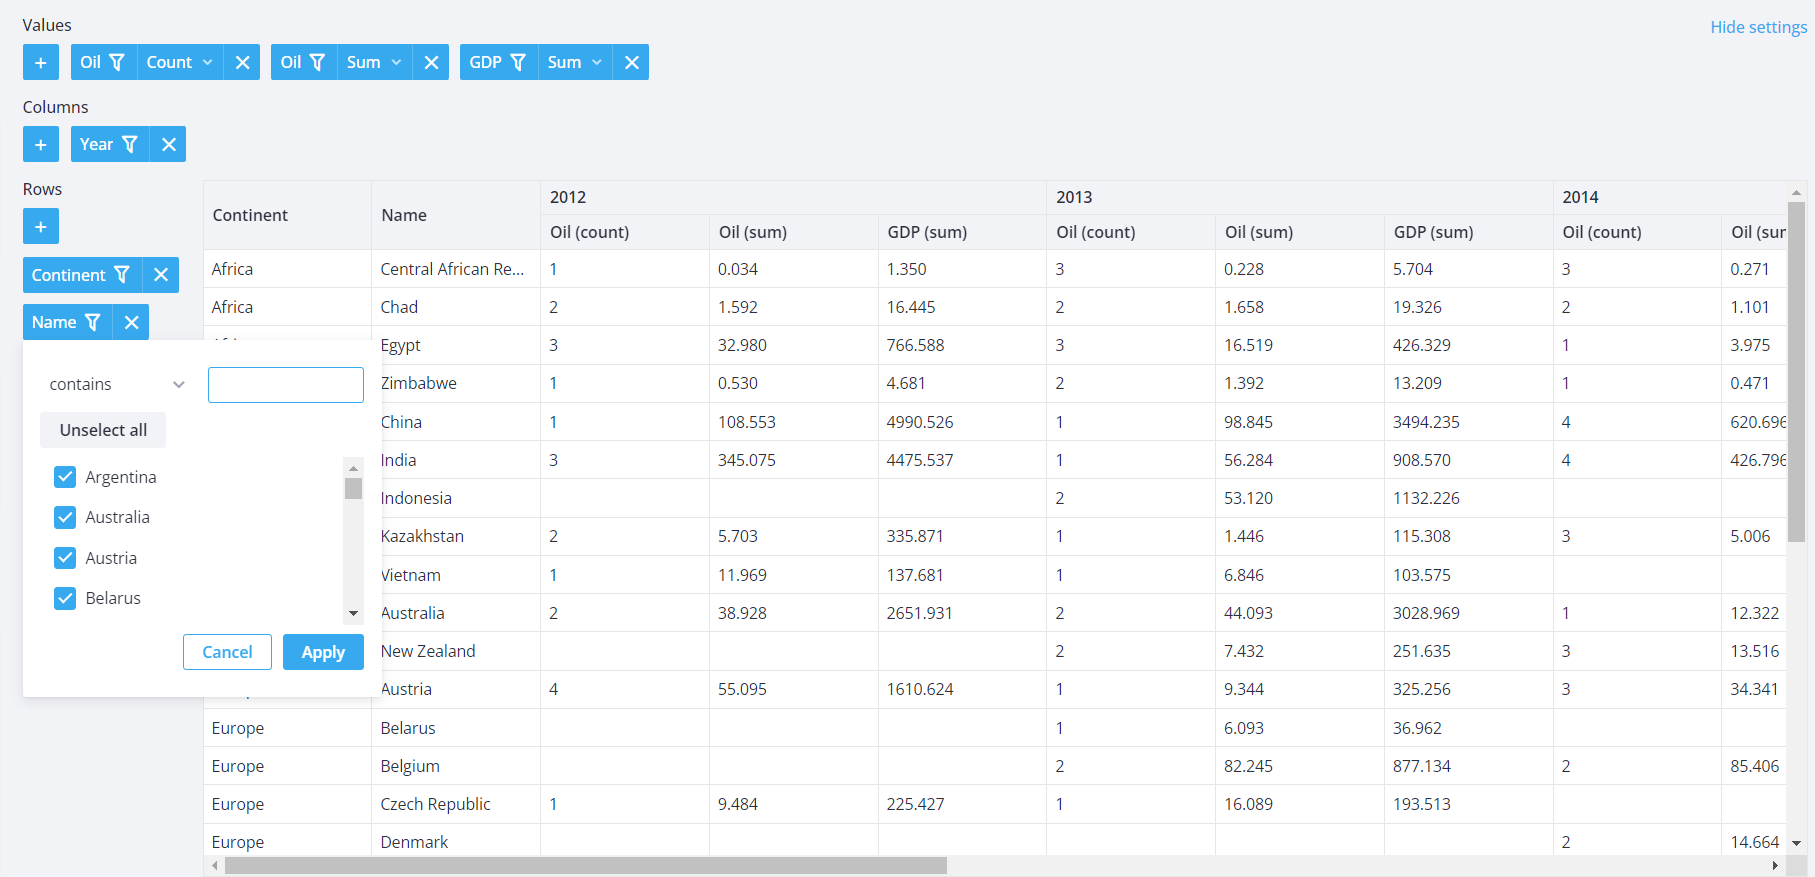 Values
Hide settings
+ Oil Count Oil Sum GDP Sum
Columns
+ Year
Rows
+
Continent
Name
contains
Unselect all
Argentina
Australia
Austria
Belarus
Cancel Apply
Continent Name 2012 2013 2014
Oil (count) Oil (sum) GDP (sum) Oil (count) Oil (sum) GDP (sum) Oil (count) Oil (sum
Africa Central African Re... 1 0.034 1.350 3 0.228 5.704 3 0.271
Africa Chad 2 1.592 16.445 2 1.658 19.326 2 1.101
Egypt 3 32.980 766.588 3 16.519 426.329 1 3.975
Zimbabwe 1 0.530 4.681 2 1.392 13.209 1 0.471
China 1 108.553 4990.526 1 98.845 3494.235 4 620.696
India 3 345.075 4475.537 1 56.284 908.570 4 426.796
Indonesia 2 53.120 1132.226
Kazakhstan 2 5.703 335.871 1 1.446 115.308 3 5.006
Vietnam 1 11.969 137.681 1 6.846 103.575
Australia 2 38.928 2651.931 2 44.093 3028.969 1 12.322
New Zealand 2 7.432 251.635 3 13.516
Austria 4 55.095 1610.624 1 9.344 325.256 3 34.341
Europe Belarus 1 6.093 36.962
Europe Belgium 2 82.245 877.134 2 85.406
Europe Czech Republic 1 9.484 225.427 1 16.089 193.513
Europe Denmark 2 14.664